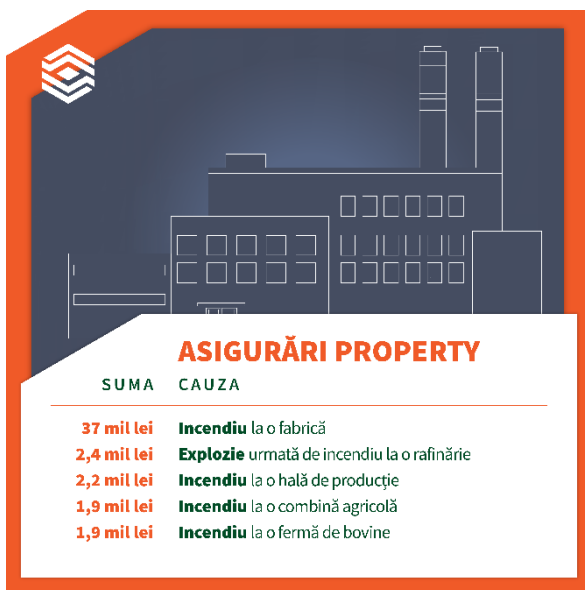 ASIGURĂRI PROPERTY
SUMA CAUZA
37 mil lei Incendiu la o fabrică
2,4 mil lei Explozie urmată de incendiu la o rafinărie
2,2 mil lei Incendiu la o hală de producție
1,9 mil lei Incendiu la o combină agricolă
1,9 mil lei Incendiu la o fermă de bovine